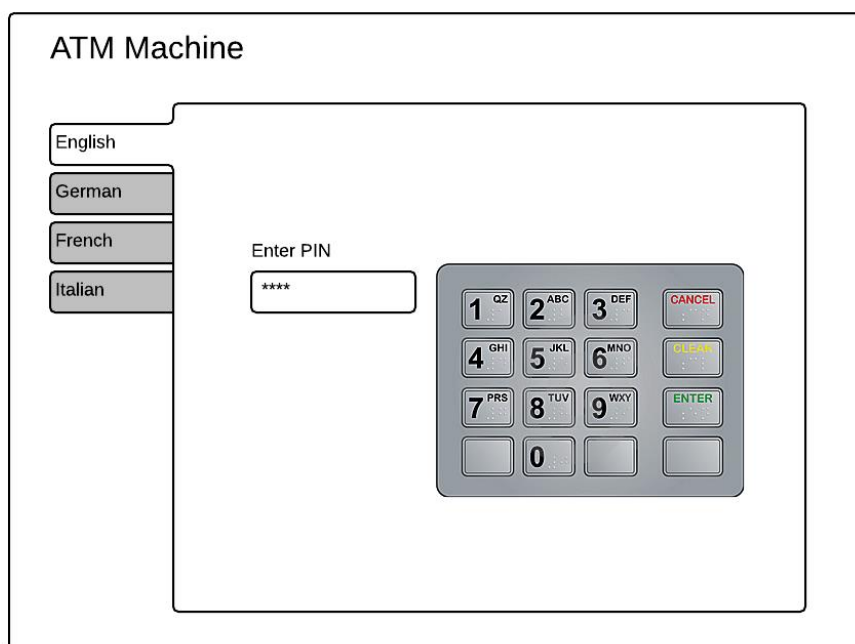 ATM Machine
English
German
French
Italian
Enter PIN
****
1 QZ 2 ABC 3 DEF CANCEL
4 GHI 5 JKL 6 MNO CLEAR
7 PRS 8 TUV 9 WXY ENTER
0